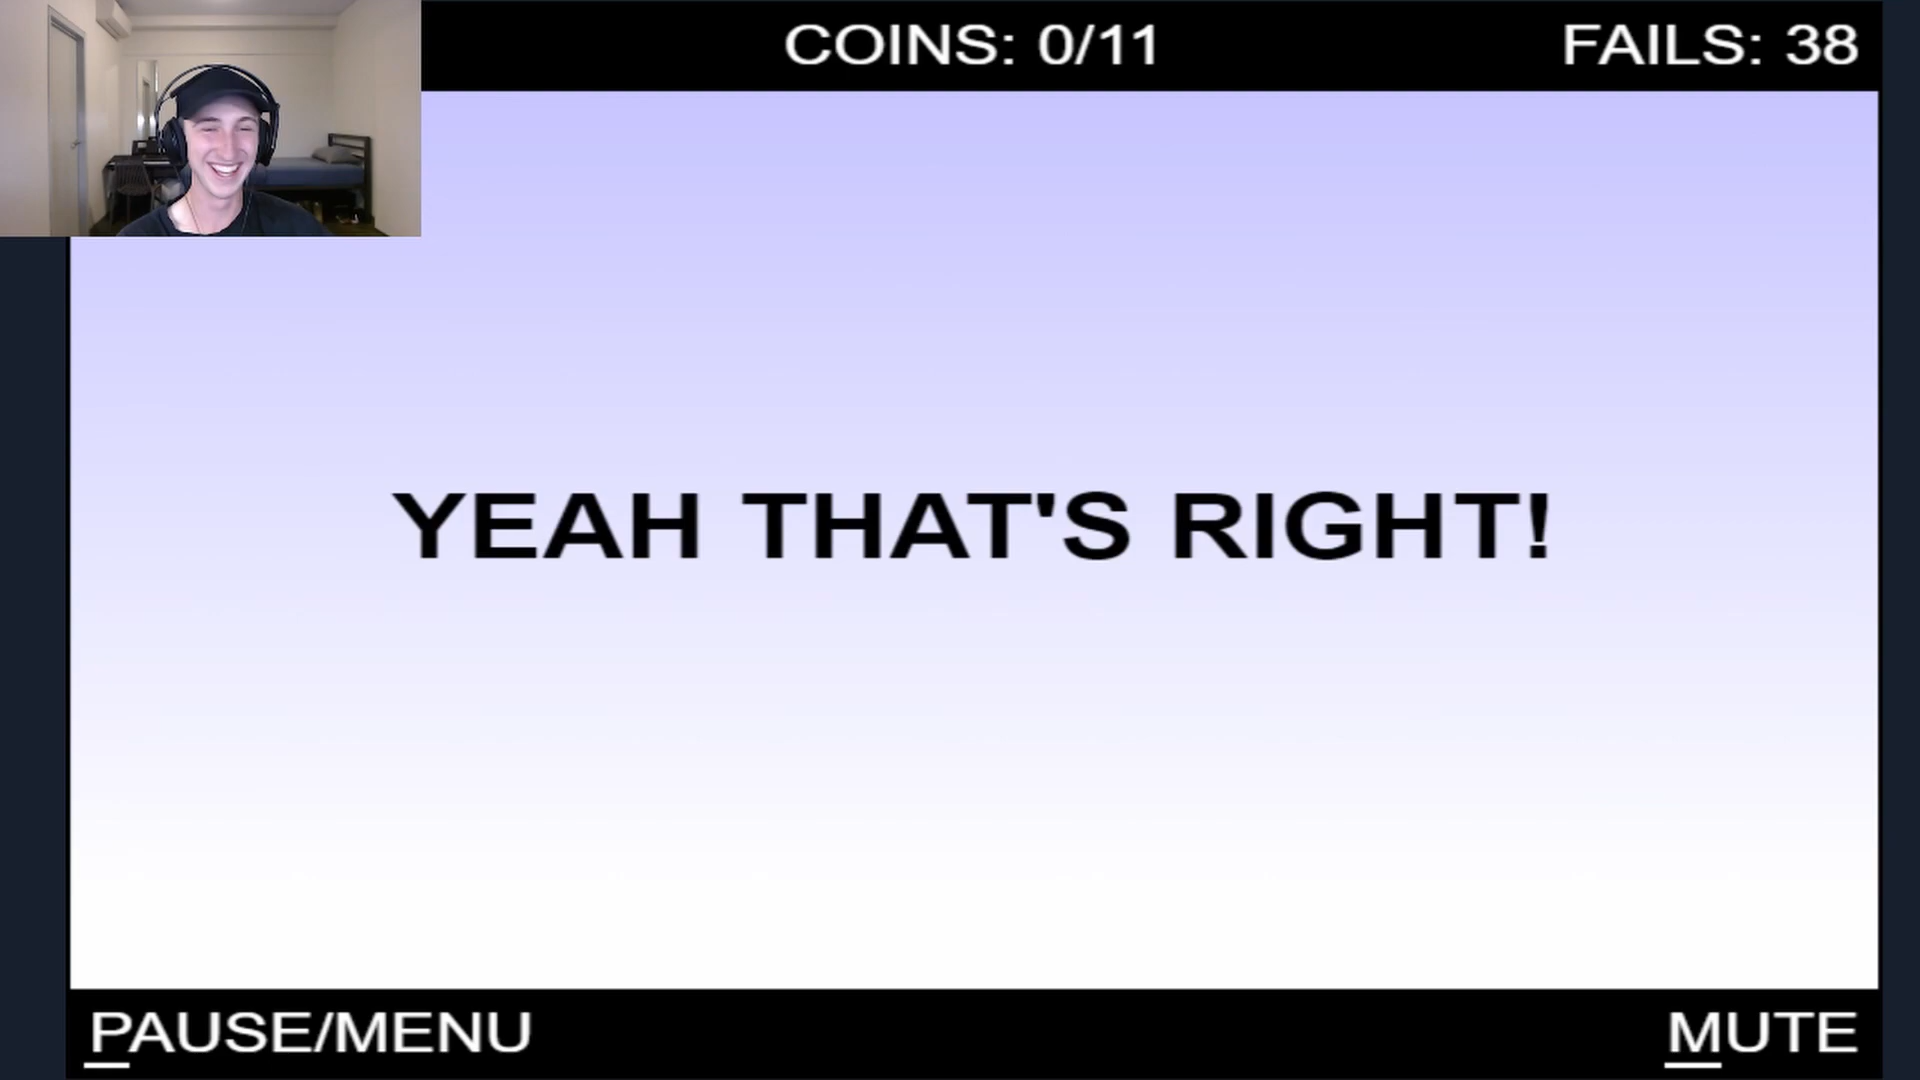 COINS: 0/11
FAILS: 38
YEAH THAT'S RIGHT!
PAUSE/MENU
MUTE